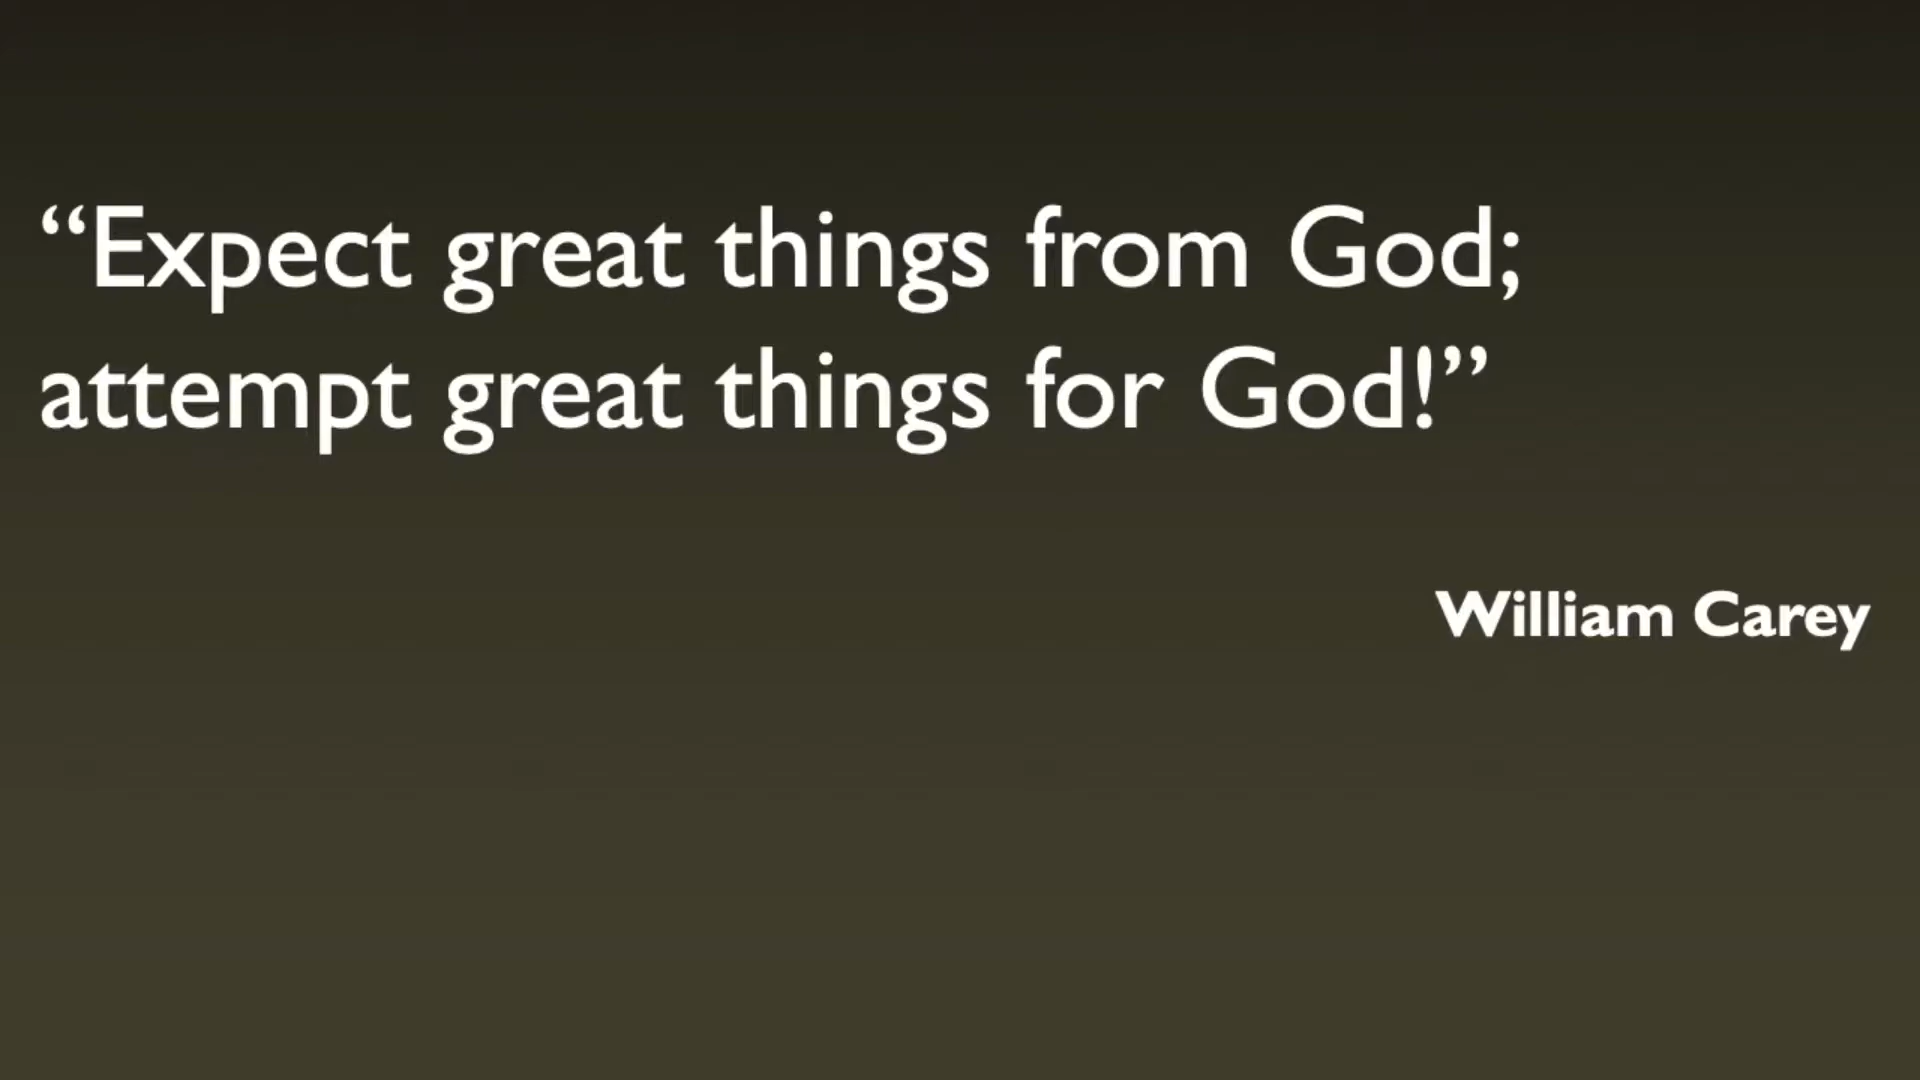 “Expect great things from God;
attempt great things for God!”
William Carey